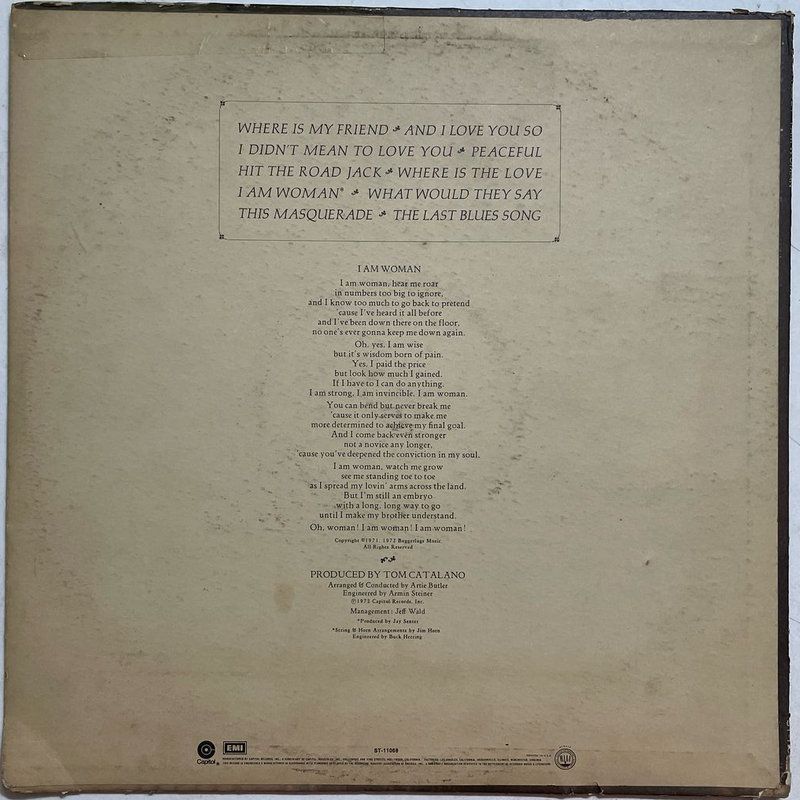 WHERE IS MY FRIEND AND I LOVE YOU SO
I DIDN'T MEAN TO LOVE YOU PEACEFUL
HIT THE ROAD JACK WHERE IS THE LOVE
I AM WOMAN* WHAT WOULD THEY SAY
THIS MASQUERADE THE LAST BLUES SONG
I AM WOMAN
I am woman, hear me roar
in numbers too big to ignore,
and I know too much to go back to pretend
'cause I've heard it all before
and I've been down there on the floor,
no one's ever gonna keep me down again.
Oh, yes, I am wise
but it's wisdom born of pain.
Yes, I paid the price
but look how much I gained.
If I have to I can do anything.
I am strong, I am invincible, I am woman.
You can bend but never break me
'cause it only serves to make me
more determined to achieve my final goal.
And I come back even stronger
not a novice any longer,
'cause you've deepened the conviction in my soul.
I am woman, watch me grow
see me standing toe to toe
as I spread my lovin' arms across the land.
But I'm still an embryo
with a long, long way to go
until I make my brother understand.
Oh, woman! I am woman! I am woman!
Copyright ©1971, 1972 Buggerlugs Music
All Rights Reserved
PRODUCED BY TOM CATALANO
Arranged & Conducted by Artie Butler
Engineered by Armin Steiner
℗1972 Capitol Records, Inc.
Management: Jeff Wald
*Produced by Jay Senter
*String & Horn Arrangements by Jim Horn
Engineered by Buck Herring
Capitol
EMI
ST-11068